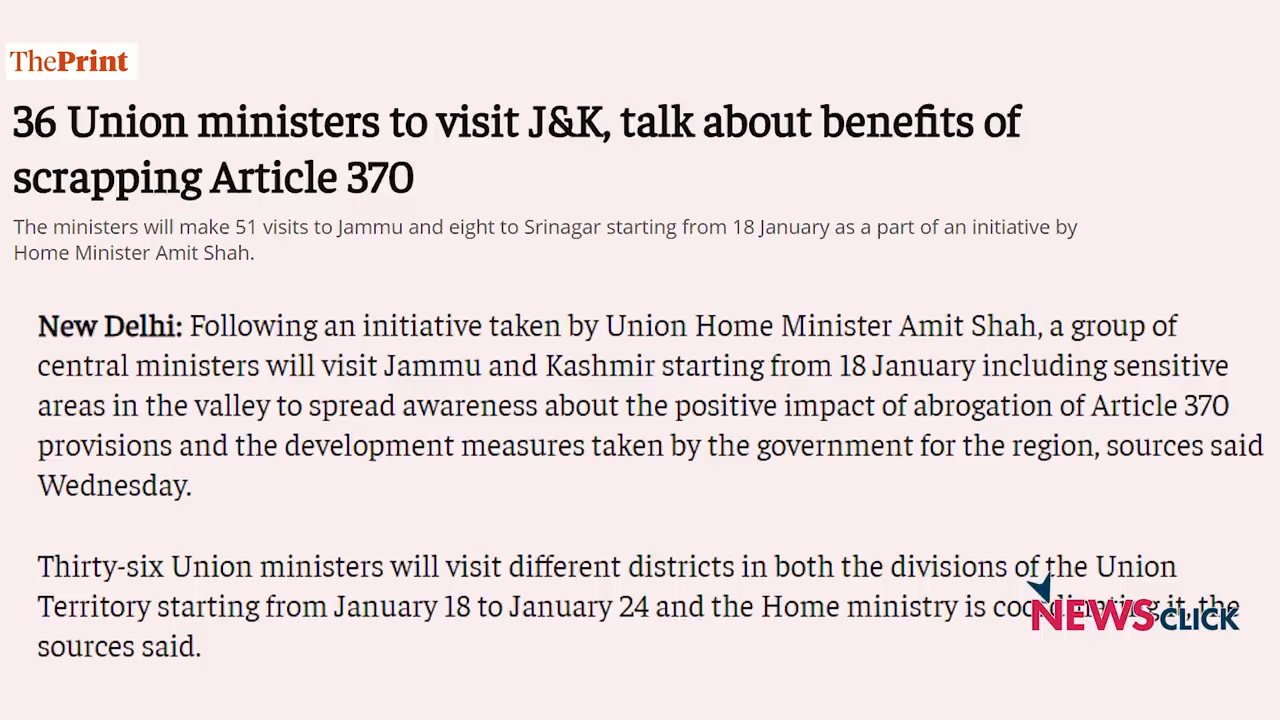 ThePrint
36 Union ministers to visit J&K, talk about benefits of
scrapping Article 370
The ministers will make 51 visits to Jammu and eight to Srinagar starting from 18 January as a part of an initiative by
Home Minister Amit Shah.
New Delhi: Following an initiative taken by Union Home Minister Amit Shah, a group of
central ministers will visit Jammu and Kashmir starting from 18 January including sensitive
areas in the valley to spread awareness about the positive impact of abrogation of Article 370
provisions and the development measures taken by the government for the region, sources said
Wednesday.
Thirty-six Union ministers will visit different districts in both the divisions of the Union
Territory starting from January 18 to January 24 and the Home ministry is coordinating it, the
sources said.
NEWSCLICK